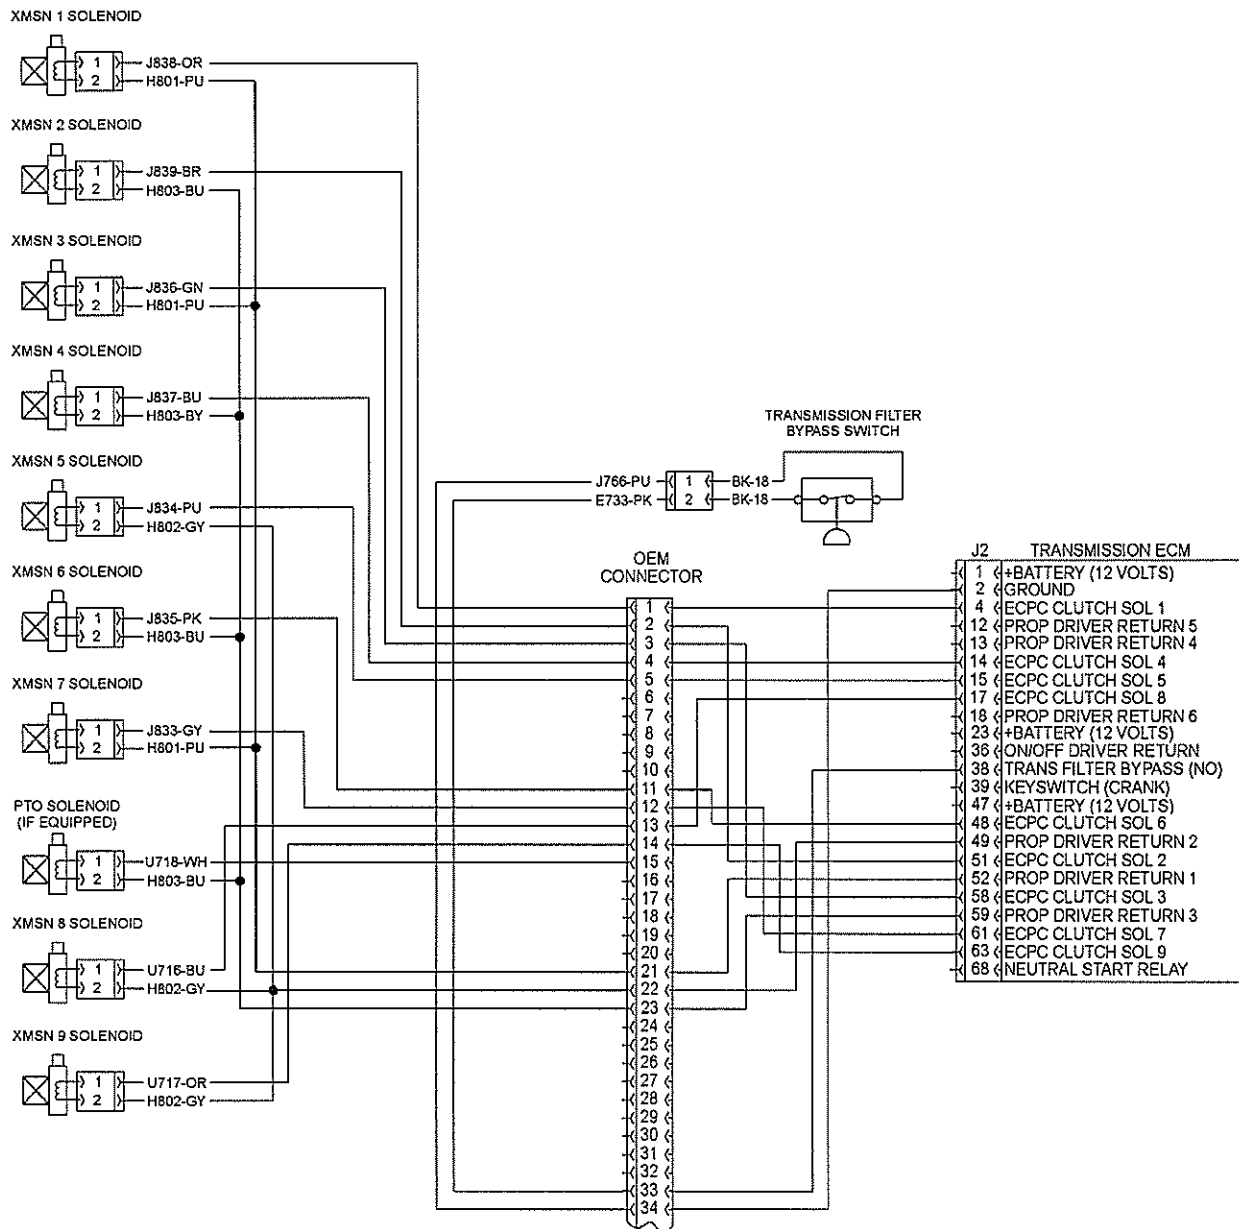 XMSN 1 SOLENOID
1 J838-OR
2 H801-PU
XMSN 2 SOLENOID
1 J839-BR
2 H803-BU
XMSN 3 SOLENOID
1 J836-GN
2 H801-PU
XMSN 4 SOLENOID
1 J837-BU
2 H803-BY
XMSN 5 SOLENOID
1 J834-PU
2 H802-GY
XMSN 6 SOLENOID
1 J835-PK
2 H803-BU
XMSN 7 SOLENOID
1 J833-GY
2 H801-PU
PTO SOLENOID
(IF EQUIPPED)
1 U718-WH
2 H803-BU
XMSN 8 SOLENOID
1 U716-BU
2 H802-GY
XMSN 9 SOLENOID
1 U717-OR
2 H802-GY
TRANSMISSION FILTER
BYPASS SWITCH
J766-PU 1 BK-18
E733-PK 2 BK-18
OEM
CONNECTOR
1
2
3
4
5
6
7
8
9
10
11
12
13
14
15
16
17
18
19
20
21
22
23
24
25
26
27
28
29
30
31
32
33
34
J2 TRANSMISSION ECM
1 +BATTERY (12 VOLTS)
2 GROUND
4 ECPC CLUTCH SOL 1
12 PROP DRIVER RETURN 5
13 PROP DRIVER RETURN 4
14 ECPC CLUTCH SOL 4
15 ECPC CLUTCH SOL 5
17 ECPC CLUTCH SOL 8
18 PROP DRIVER RETURN 6
23 +BATTERY (12 VOLTS)
36 ON/OFF DRIVER RETURN
38 TRANS FILTER BYPASS (NO)
39 KEYSWITCH (CRANK)
47 +BATTERY (12 VOLTS)
48 ECPC CLUTCH SOL 6
49 PROP DRIVER RETURN 2
51 ECPC CLUTCH SOL 2
52 PROP DRIVER RETURN 1
58 ECPC CLUTCH SOL 3
59 PROP DRIVER RETURN 3
61 ECPC CLUTCH SOL 7
63 ECPC CLUTCH SOL 9
68 NEUTRAL START RELAY